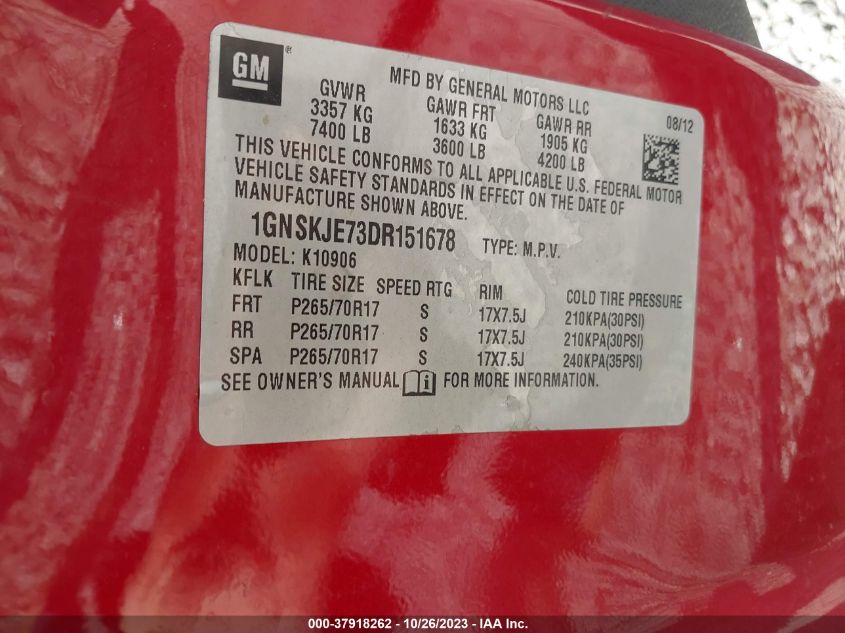 GM®
MFD BY GENERAL MOTORS LLC
08/12
GVWR GAWR FRT GAWR RR
3357 KG 1633 KG 1905 KG
7400 LB 3600 LB 4200 LB
THIS VEHICLE CONFORMS TO ALL APPLICABLE U.S. FEDERAL MOTOR
VEHICLE SAFETY STANDARDS IN EFFECT ON THE DATE OF
MANUFACTURE SHOWN ABOVE.
1GNSKJE73DR151678 TYPE: M.P.V.
MODEL: K10906
KFLK TIRE SIZE SPEED RTG RIM COLD TIRE PRESSURE
FRT P265/70R17 S 17X7.5J 210KPA(30PSI)
RR P265/70R17 S 17X7.5J 210KPA(30PSI)
SPA P265/70R17 S 17X7.5J 240KPA(35PSI)
SEE OWNER'S MANUAL FOR MORE INFORMATION.
000-37918262 - 10/26/2023 - IAA Inc.